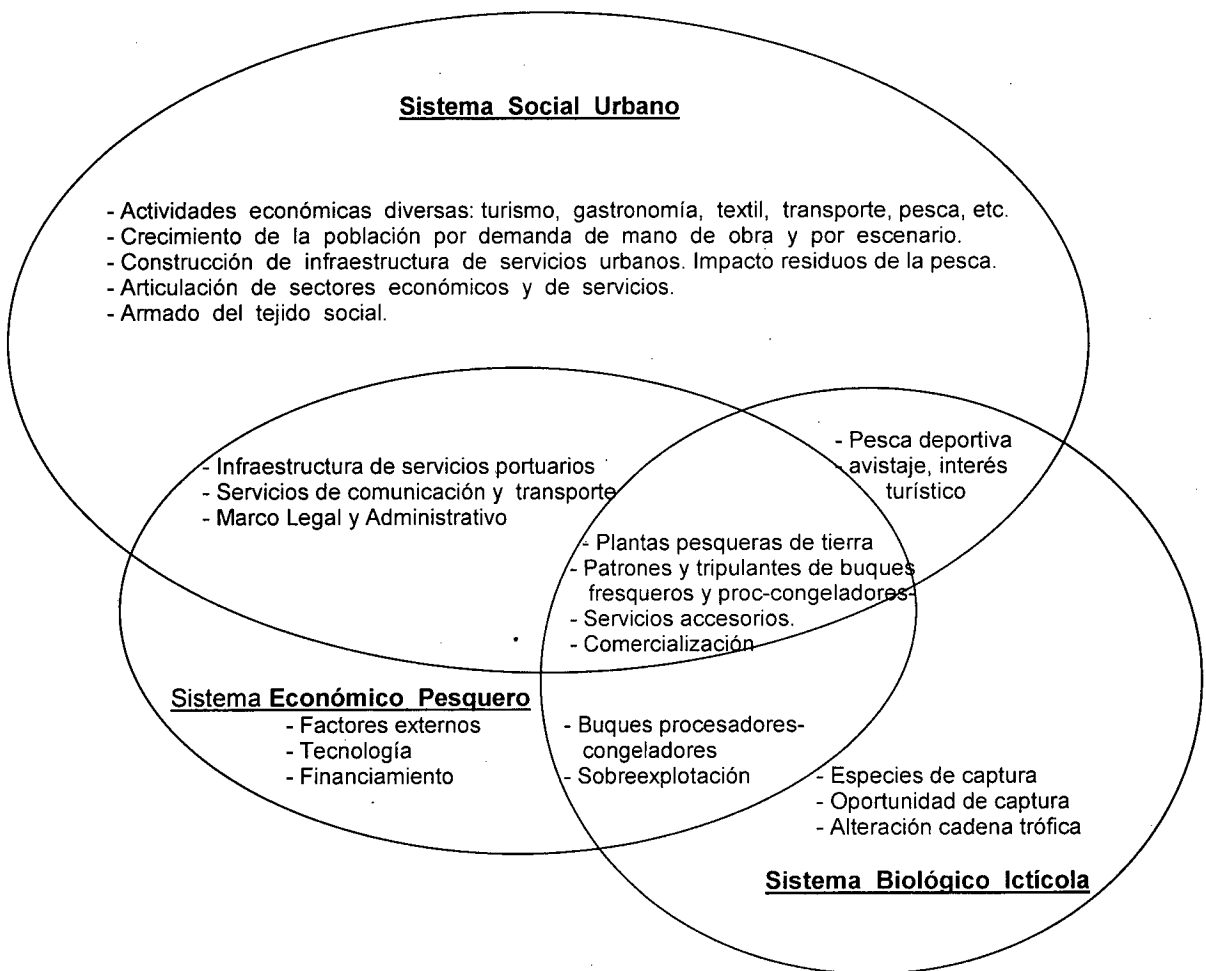 Sistema Social Urbano
- Actividades económicas diversas: turismo, gastronomía, textil, transporte, pesca, etc.
- Crecimiento de la población por demanda de mano de obra y por escenario.
- Construcción de infraestructura de servicios urbanos. Impacto residuos de la pesca.
- Articulación de sectores económicos y de servicios.
- Armado del tejido social.
- Pesca deportiva
- avistaje, interés
turístico
- Infraestructura de servicios portuarios
- Servicios de comunicación y transporte
- Marco Legal y Administrativo
- Plantas pesqueras de tierra
- Patrones y tripulantes de buques
fresqueros y proc-congeladores-
- Servicios accesorios.
- Comercialización
Sistema Económico Pesquero
- Factores externos
- Tecnología
- Financiamiento
- Buques procesadores-
congeladores
- Sobreexplotación
- Especies de captura
- Oportunidad de captura
- Alteración cadena trófica
Sistema Biológico Ictícola